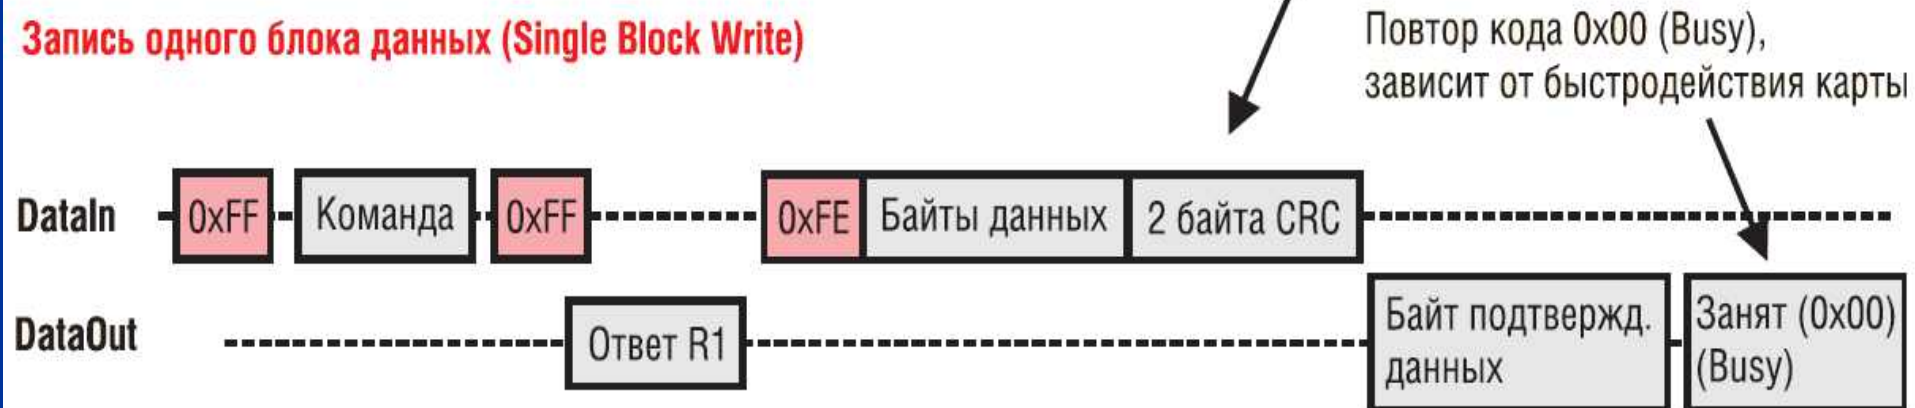 Запись одного блока данных (Single Block Write)
Повтор кода 0x00 (Busy),
зависит от быстродействия карты
DataIn 0xFF Команда 0xFF 0xFE Байты данных 2 байта CRC
DataOut Ответ R1 Байт подтвержд.
данных
Занят (0x00)
(Busy)